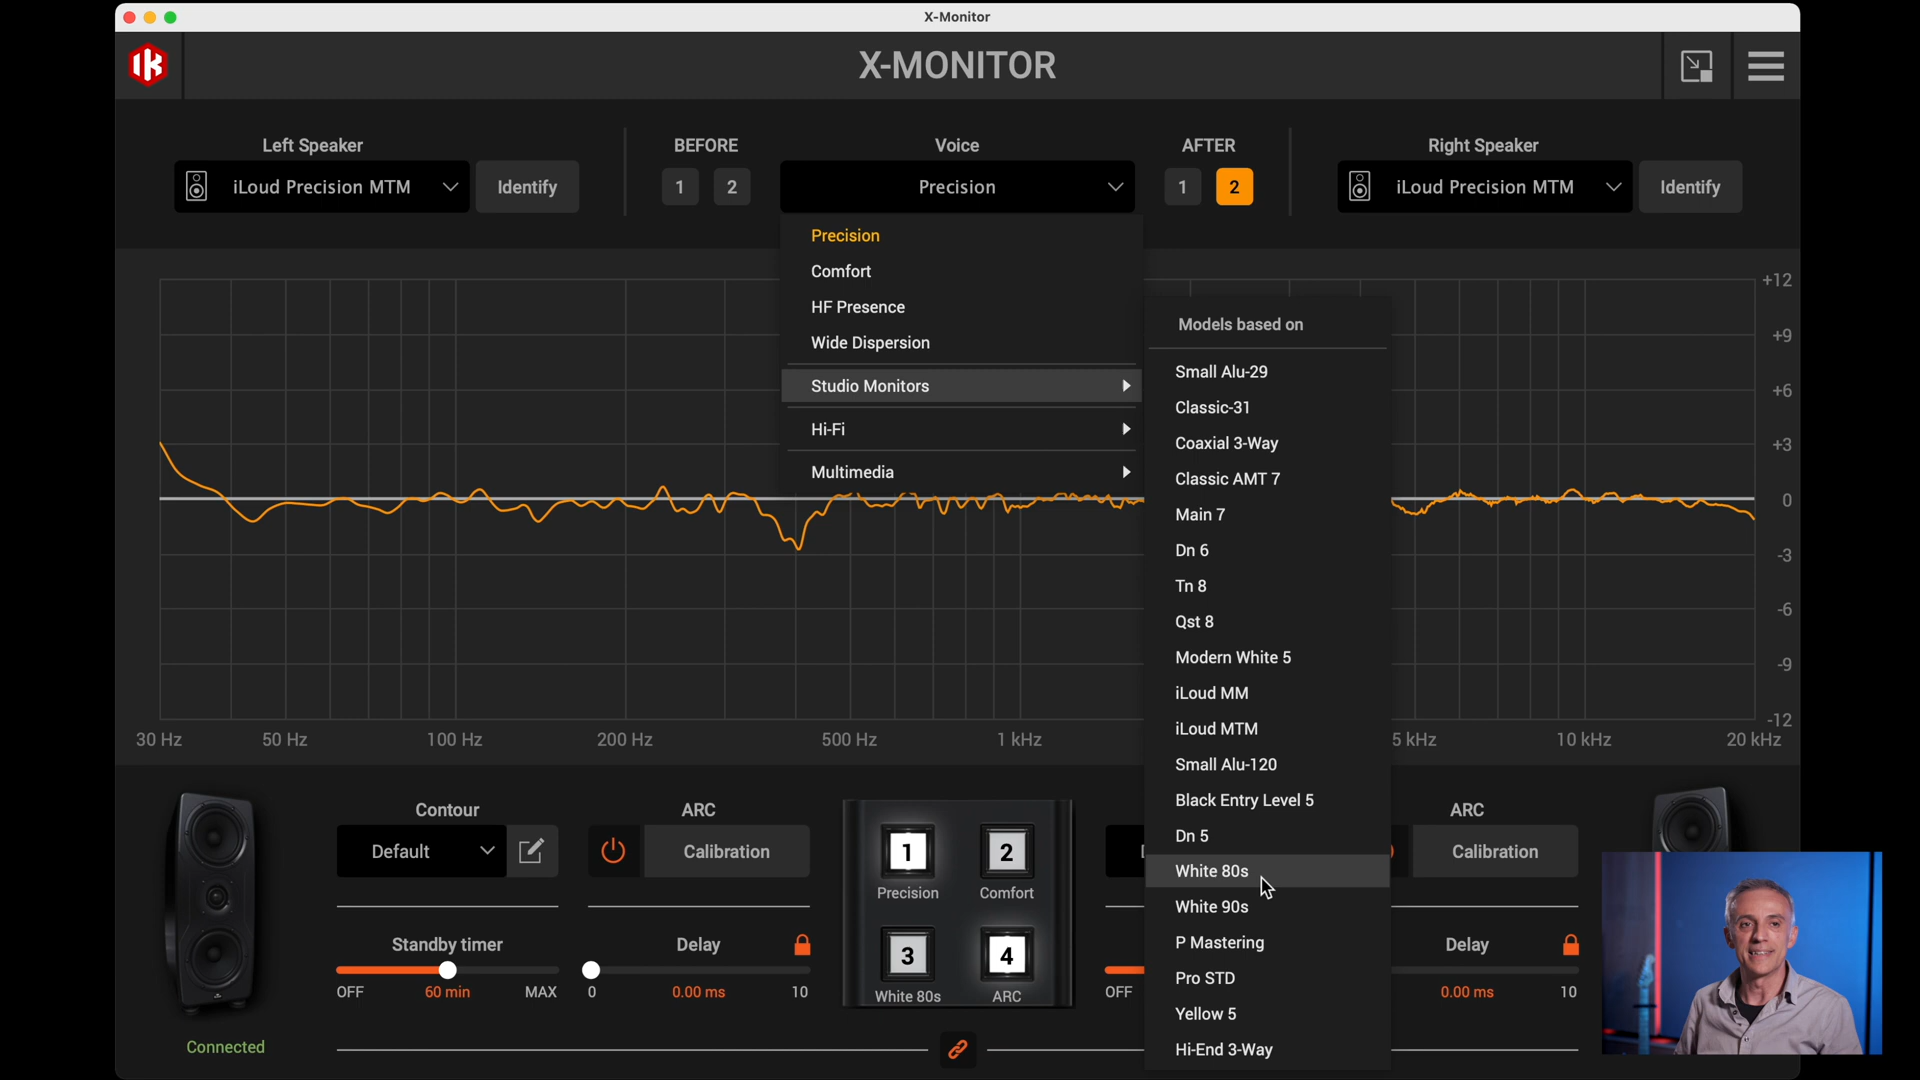 X-Monitor
IK
X-MONITOR
Left Speaker
iLoud Precision MTM
Identify
BEFORE
1 2
Voice
Precision
AFTER
1 2
Right Speaker
iLoud Precision MTM
Identify
Precision
Comfort
HF Presence
Wide Dispersion
Studio Monitors
Hi-Fi
Multimedia
Models based on
Small Alu-29
Classic-31
Coaxial 3-Way
Classic AMT 7
Main 7
Dn 6
Tn 8
Qst 8
Modern White 5
iLoud MM
iLoud MTM
Small Alu-120
Black Entry Level 5
Dn 5
White 80s
White 90s
P Mastering
Pro STD
Yellow 5
Hi-End 3-Way
+12
+9
+6
+3
0
-3
-6
-9
-12
30 Hz 50 Hz 100 Hz 200 Hz 500 Hz 1 kHz 5 kHz 10 kHz 20 kHz
Contour
Default
ARC
Calibration
Standby timer
OFF 60 min MAX
Delay
0 0.00 ms 10
1 2
Precision Comfort
3 4
White 80s ARC
OFF
ARC
Calibration
Delay
0.00 ms 10
Connected